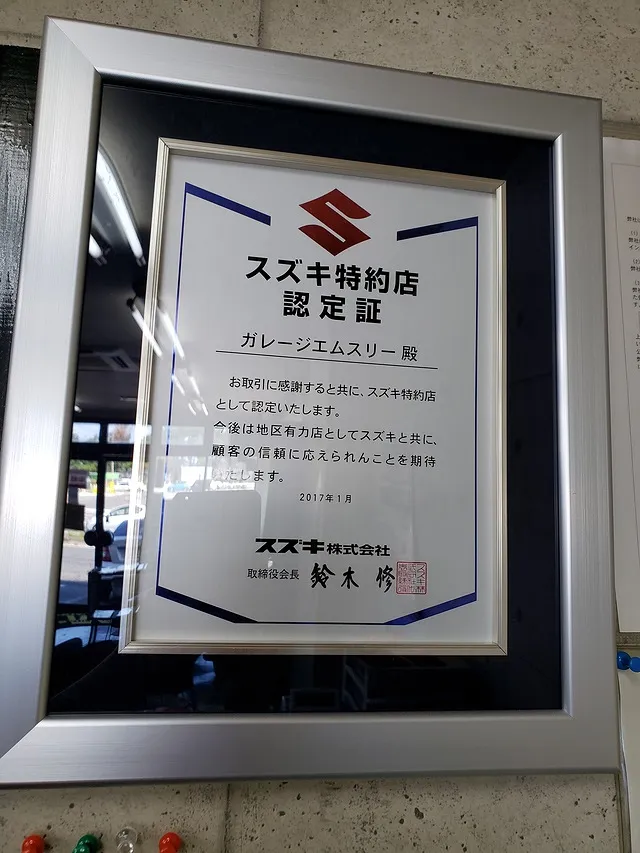 スズキ特約店
認定証
ガレージエムスリー 殿
お取引に感謝すると共に、スズキ特約店
として認定いたします。
今後は地区有力店としてスズキと共に、
顧客の信頼に応えられんことを期待
いたします。
2017年1月
スズキ株式会社
取締役会長 鈴木 修